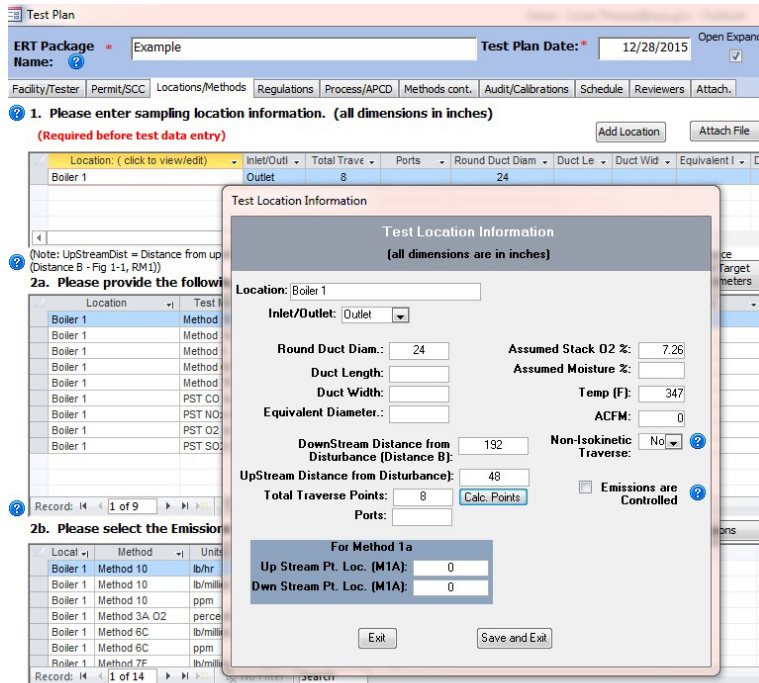 Test Plan
ERT Package Name: * Example Test Plan Date: * 12/28/2015 Open Expand
Facility/Tester Permit/SCC Locations/Methods Regulations Process/APCD Methods cont. Audit/Calibrations Schedule Reviewers Attach.
1. Please enter sampling location information. (all dimensions in inches)
(Required before test data entry) Add Location Attach File
Location: ( click to view/edit) Inlet/Outl Total Trave Ports Round Duct Diam Duct Le Duct Wid Equivalent I D
Boiler 1 Outlet 8 24
(Note: UpStreamDist = Distance from up ce
(Distance B - Fig 1-1, RM1)) Target
2a. Please provide the followi meters
Location Test M
Boiler 1 Method
Boiler 1 Method
Boiler 1 Method
Boiler 1 Method
Boiler 1 Method
Boiler 1 PST CO
Boiler 1 PST NO
Boiler 1 PST O2
Boiler 1 PST SO
Record: 1 of 9
2b. Please select the Emission ons
Locat Method Units
Boiler 1 Method 10 lb/hr
Boiler 1 Method 10 lb/milli
Boiler 1 Method 10 ppm
Boiler 1 Method 3A O2 perce
Boiler 1 Method 6C lb/milli
Boiler 1 Method 6C ppm
Boiler 1 Method 7E lb/milli
Record: 1 of 14 No Filter Search
Test Location Information
Test Location Information
(all dimensions are in inches)
Location: Boiler 1
Inlet/Outlet: Outlet
Round Duct Diam.: 24 Assumed Stack O2 %: 7.26
Duct Length: Assumed Moisture %:
Duct Width: Temp (F): 347
Equivalent Diameter.: ACFM: 0
DownStream Distance from Disturbance (Distance B): 192 Non-Isokinetic Traverse: No
UpStream Distance from Disturbance): 48
Total Traverse Points: 8 Calc. Points Emissions are Controlled
Ports:
For Method 1a
Up Stream Pt. Loc. (M1A): 0
Dwn Stream Pt. Loc. (M1A): 0
Exit Save and Exit